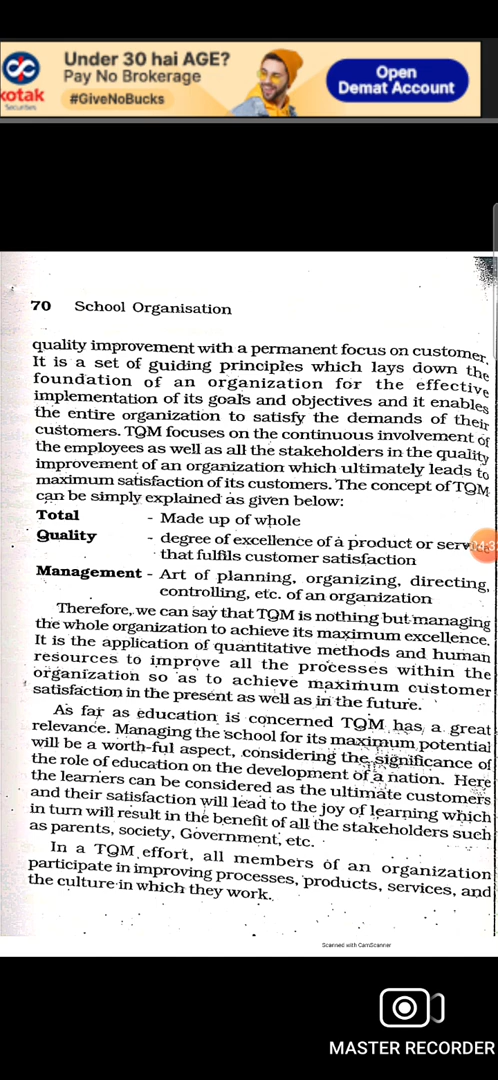 Under 30 hai AGE?
Pay No Brokerage
#GiveNoBucks
kotak
Securities
Open
Demat Account
70 School Organisation
quality improvement with a permanent focus on customer.
It is a set of guiding principles which lays down the
foundation of an organization for the effective
implementation of its goals and objectives and it enables
the entire organization to satisfy the demands of their
customers. TQM focuses on the continuous involvement of
the employees as well as all the stakeholders in the quality
improvement of an organization which ultimately leads to
maximum satisfaction of its customers. The concept of TQM
can be simply explained as given below:
Total - Made up of whole
Quality - degree of excellence of a product or service
that fulfils customer satisfaction
Management - Art of planning, organizing, directing,
controlling, etc. of an organization
Therefore, we can say that TQM is nothing but managing
the whole organization to achieve its maximum excellence.
It is the application of quantitative methods and human
resources to improve all the processes within the
organization so as to achieve maximum customer
satisfaction in the present as well as in the future.
As far as education is concerned TQM has a great
relevance. Managing the school for its maximum potential
will be a worth-ful aspect, considering the significance of
the role of education on the development of a nation. Here
the learners can be considered as the ultimate customers
and their satisfaction will lead to the joy of learning which
in turn will result in the benefit of all the stakeholders such
as parents, society, Government, etc.
In a TQM effort, all members of an organization
participate in improving processes, products, services, and
the culture in which they work.
Scanned with CamScanner
MASTER RECORDER